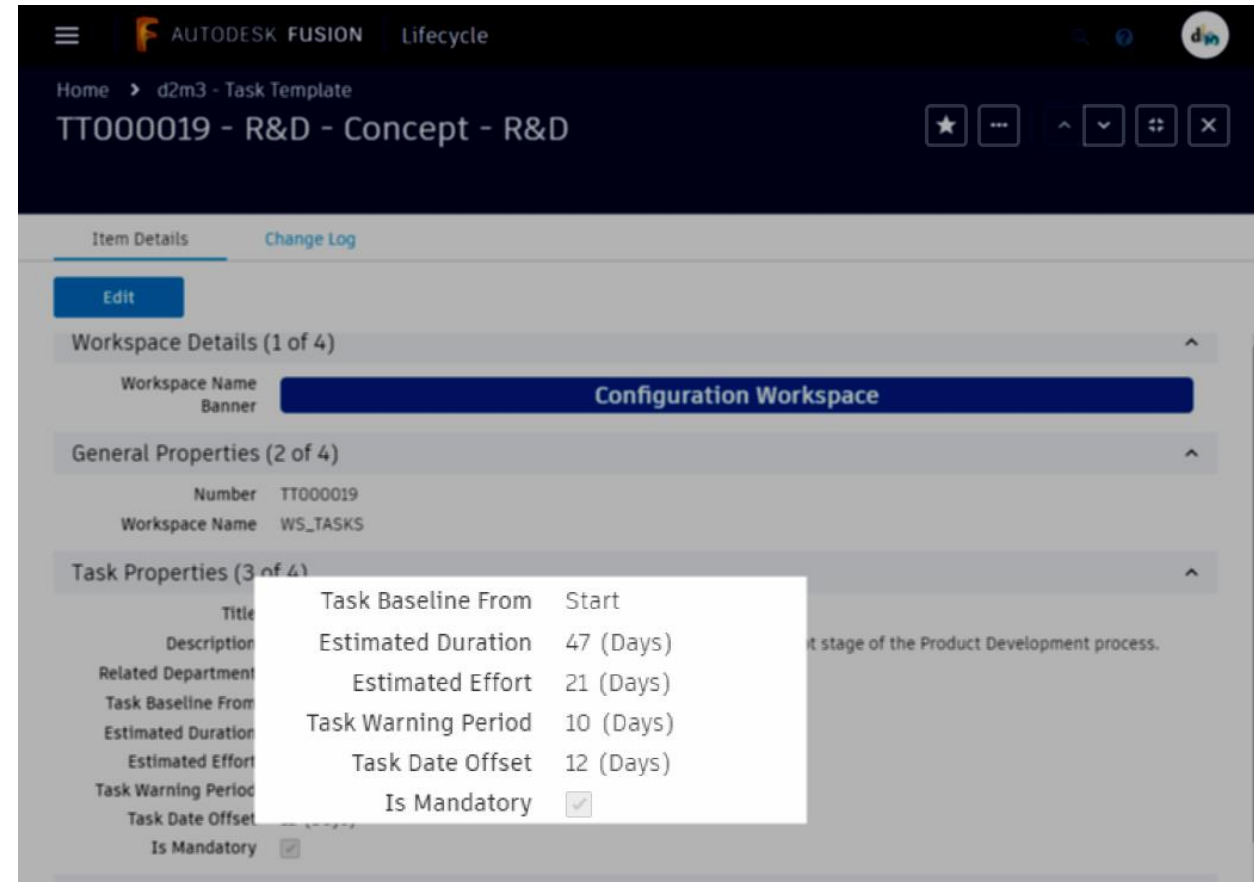 AUTODESK FUSION Lifecycle
Home > d2m3 - Task Template
TT000019 - R&D - Concept - R&D
Item Details Change Log
Edit
Workspace Details (1 of 4)
Workspace Name
Banner
Configuration Workspace
General Properties (2 of 4)
Number TT000019
Workspace Name WS_TASKS
Task Properties (3 of 4)
Title
Description stage of the Product Development process.
Related Department
Task Baseline From
Estimated Duration
Estimated Effort
Task Warning Period
Task Date Offset
Is Mandatory
Task Baseline From Start
Estimated Duration 47 (Days)
Estimated Effort 21 (Days)
Task Warning Period 10 (Days)
Task Date Offset 12 (Days)
Is Mandatory